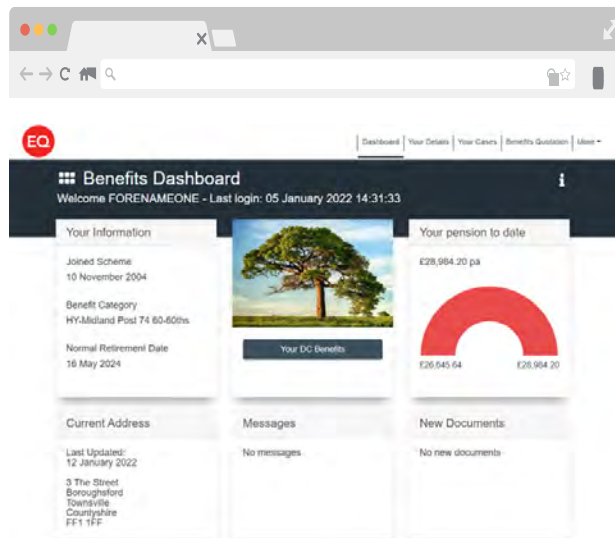 EQ
Dashboard Your Details Your Cases Benefits Quotation More
Benefits Dashboard
Welcome FORENAMEONE - Last login: 05 January 2022 14:31:33
Your Information
Joined Scheme
10 November 2004
Benefit Category
HY-Midland Post 74 60-60ths
Normal Retirement Date
16 May 2024
Your DC Benefits
Your pension to date
£28,984.20 pa
£26,645.64 £28,984.20
Current Address
Last Updated:
12 January 2022
3 The Street
Boroughsford
Townsville
Countyshire
FF1 1FF
Messages
No messages
New Documents
No new documents